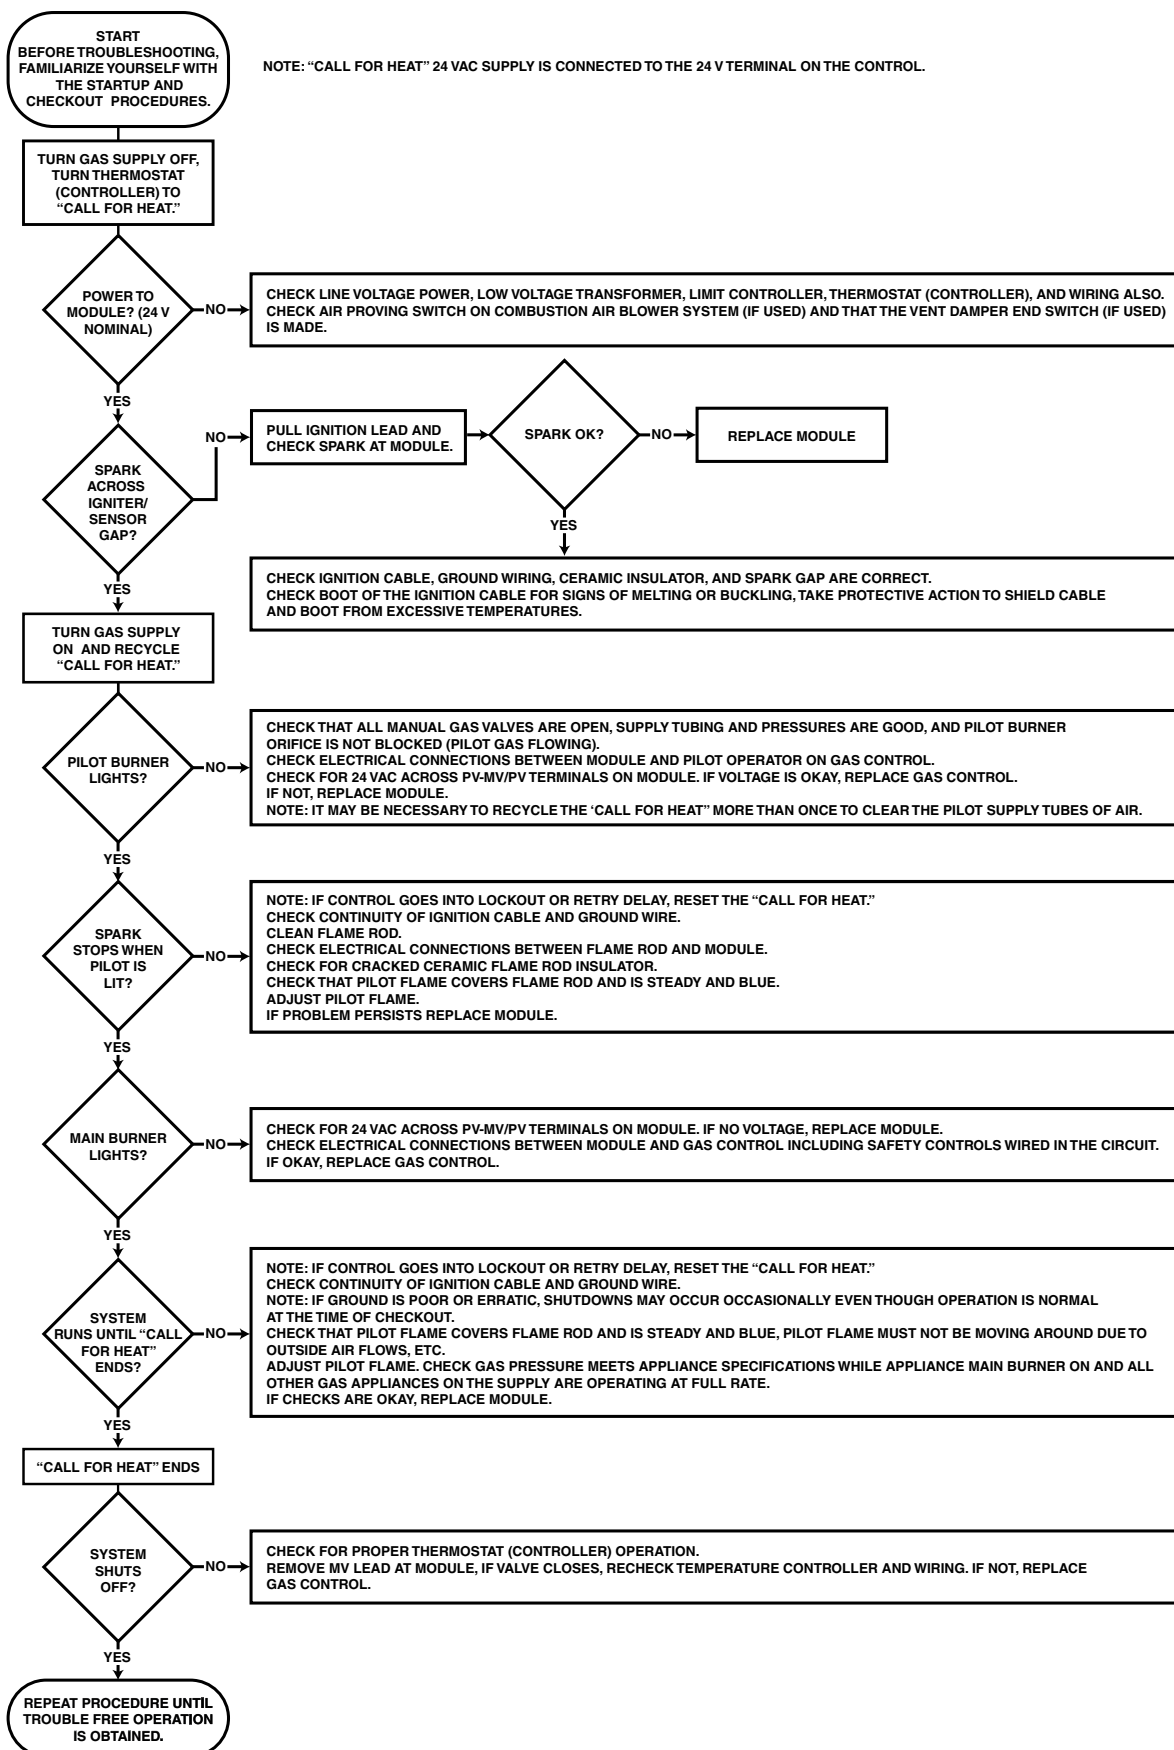 START
BEFORE TROUBLESHOOTING,
FAMILIARIZE YOURSELF WITH
THE STARTUP AND
CHECKOUT PROCEDURES.
NOTE: “CALL FOR HEAT” 24 VAC SUPPLY IS CONNECTED TO THE 24 V TERMINAL ON THE CONTROL.
TURN GAS SUPPLY OFF,
TURN THERMOSTAT
(CONTROLLER) TO
“CALL FOR HEAT.”
POWER TO
MODULE? (24 V
NOMINAL)
NO
CHECK LINE VOLTAGE POWER, LOW VOLTAGE TRANSFORMER, LIMIT CONTROLLER, THERMOSTAT (CONTROLLER), AND WIRING ALSO.
CHECK AIR PROVING SWITCH ON COMBUSTION AIR BLOWER SYSTEM (IF USED) AND THAT THE VENT DAMPER END SWITCH (IF USED)
IS MADE.
YES
SPARK
ACROSS
IGNITER/
SENSOR
GAP?
NO
PULL IGNITION LEAD AND
CHECK SPARK AT MODULE.
SPARK OK?
NO
REPLACE MODULE
YES
CHECK IGNITION CABLE, GROUND WIRING, CERAMIC INSULATOR, AND SPARK GAP ARE CORRECT.
CHECK BOOT OF THE IGNITION CABLE FOR SIGNS OF MELTING OR BUCKLING, TAKE PROTECTIVE ACTION TO SHIELD CABLE
AND BOOT FROM EXCESSIVE TEMPERATURES.
YES
TURN GAS SUPPLY
ON AND RECYCLE
“CALL FOR HEAT.”
PILOT BURNER
LIGHTS?
NO
CHECK THAT ALL MANUAL GAS VALVES ARE OPEN, SUPPLY TUBING AND PRESSURES ARE GOOD, AND PILOT BURNER
ORIFICE IS NOT BLOCKED (PILOT GAS FLOWING).
CHECK ELECTRICAL CONNECTIONS BETWEEN MODULE AND PILOT OPERATOR ON GAS CONTROL.
CHECK FOR 24 VAC ACROSS PV-MV/PV TERMINALS ON MODULE. IF VOLTAGE IS OKAY, REPLACE GAS CONTROL.
IF NOT, REPLACE MODULE.
NOTE: IT MAY BE NECESSARY TO RECYCLE THE ‘CALL FOR HEAT” MORE THAN ONCE TO CLEAR THE PILOT SUPPLY TUBES OF AIR.
YES
SPARK
STOPS WHEN
PILOT IS
LIT?
NO
NOTE: IF CONTROL GOES INTO LOCKOUT OR RETRY DELAY, RESET THE “CALL FOR HEAT.”
CHECK CONTINUITY OF IGNITION CABLE AND GROUND WIRE.
CLEAN FLAME ROD.
CHECK ELECTRICAL CONNECTIONS BETWEEN FLAME ROD AND MODULE.
CHECK FOR CRACKED CERAMIC FLAME ROD INSULATOR.
CHECK THAT PILOT FLAME COVERS FLAME ROD AND IS STEADY AND BLUE.
ADJUST PILOT FLAME.
IF PROBLEM PERSISTS REPLACE MODULE.
YES
MAIN BURNER
LIGHTS?
NO
CHECK FOR 24 VAC ACROSS PV-MV/PV TERMINALS ON MODULE. IF NO VOLTAGE, REPLACE MODULE.
CHECK ELECTRICAL CONNECTIONS BETWEEN MODULE AND GAS CONTROL INCLUDING SAFETY CONTROLS WIRED IN THE CIRCUIT.
IF OKAY, REPLACE GAS CONTROL.
YES
SYSTEM
RUNS UNTIL “CALL
FOR HEAT”
ENDS?
NO
NOTE: IF CONTROL GOES INTO LOCKOUT OR RETRY DELAY, RESET THE “CALL FOR HEAT.”
CHECK CONTINUITY OF IGNITION CABLE AND GROUND WIRE.
NOTE: IF GROUND IS POOR OR ERRATIC, SHUTDOWNS MAY OCCUR OCCASIONALLY EVEN THOUGH OPERATION IS NORMAL
AT THE TIME OF CHECKOUT.
CHECK THAT PILOT FLAME COVERS FLAME ROD AND IS STEADY AND BLUE, PILOT FLAME MUST NOT BE MOVING AROUND DUE TO
OUTSIDE AIR FLOWS, ETC.
ADJUST PILOT FLAME. CHECK GAS PRESSURE MEETS APPLIANCE SPECIFICATIONS WHILE APPLIANCE MAIN BURNER ON AND ALL
OTHER GAS APPLIANCES ON THE SUPPLY ARE OPERATING AT FULL RATE.
IF CHECKS ARE OKAY, REPLACE MODULE.
YES
“CALL FOR HEAT” ENDS
SYSTEM
SHUTS
OFF?
NO
CHECK FOR PROPER THERMOSTAT (CONTROLLER) OPERATION.
REMOVE MV LEAD AT MODULE, IF VALVE CLOSES, RECHECK TEMPERATURE CONTROLLER AND WIRING. IF NOT, REPLACE
GAS CONTROL.
YES
REPEAT PROCEDURE UNTIL
TROUBLE FREE OPERATION
IS OBTAINED.